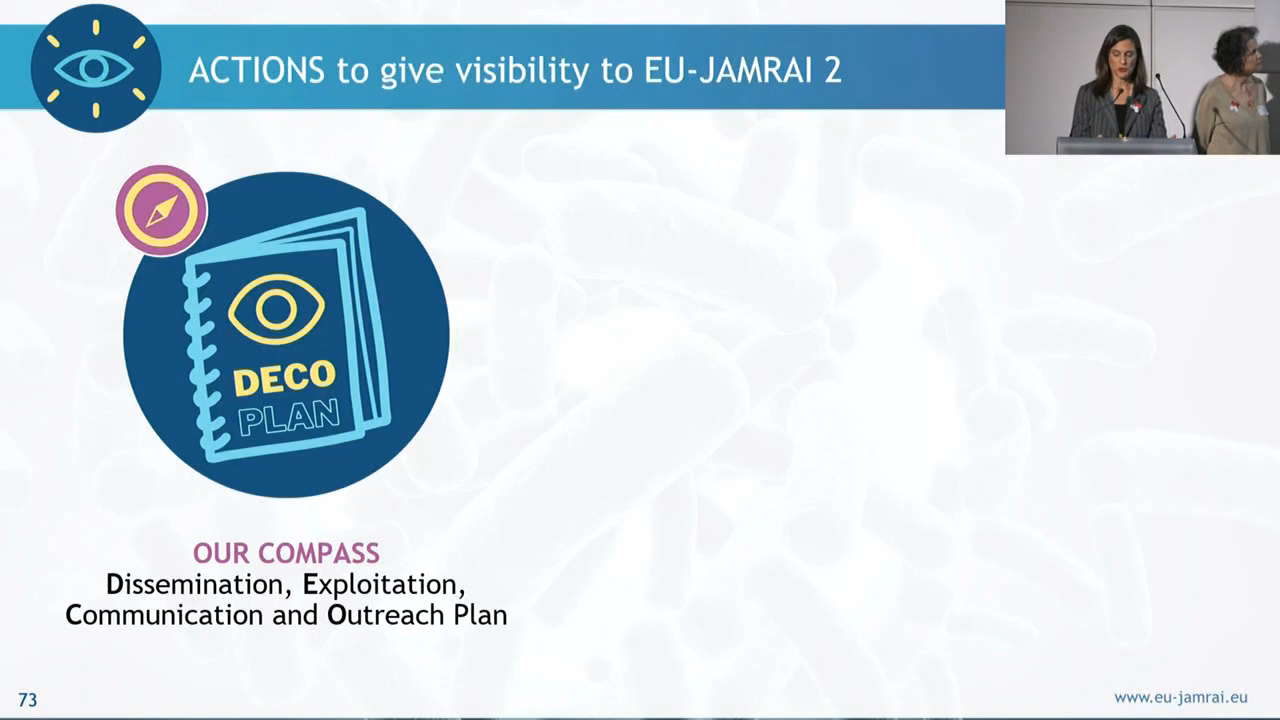 ACTIONS to give visibility to EU-JAMRAI 2
DECO
PLAN
OUR COMPASS
Dissemination, Exploitation,
Communication and Outreach Plan
73
www.eu-jamrai.eu